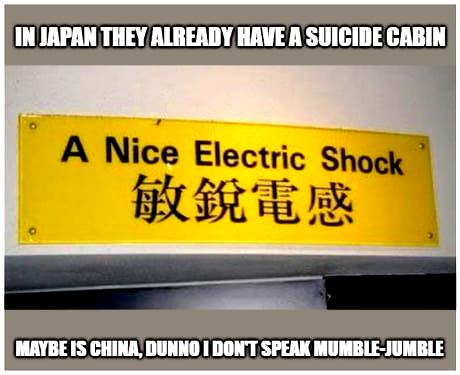 IN JAPAN THEY ALREADY HAVE A SUICIDE CABIN
A Nice Electric Shock
敏銳電感
MAYBE IS CHINA, DUNNO I DON'T SPEAK MUMBLE-JUMBLE